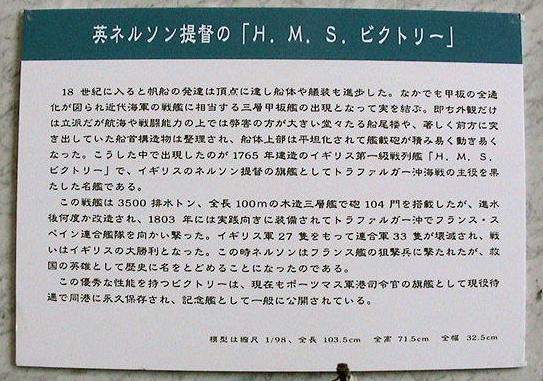 英ネルソン提督の「H. M. S. ビクトリー」
18 世紀に入ると帆船の発達は頂点に達し船体や艤装も進歩した。なかでも甲板の全通
化が図られ近代海軍の戦艦に相当する三層甲板艦の出現となって実を結ぶ。即ち外観だけ
は立派だが航海や戦闘能力の上では弊害の方が大きい堂々たる船尾楼や、著しく前方に突
き出していた船首構造物は整理され、船体上部は平坦化されて艦載砲が積み易く動き易く
なった。こうした中で出現したのが 1765 年建造のイギリス第一級戦列艦「H. M. S.
ビクトリー」で、イギリスのネルソン提督の旗艦としてトラファルガー沖海戦の主役を果
たした名艦である。
この戦艦は 3500 排水トン、全長 100mの木造三層艦で砲 104 門を搭載したが、進水
後何度か改造され、1803 年には実践向きに装備されてトラファルガー沖でフランス・ス
ペイン連合艦隊を向かい撃った。イギリス軍 27 隻をもって連合軍 33 隻が壊滅され、戦
いはイギリスの大勝利となった。この時ネルソンはフランス艦の狙撃兵に撃たれたが、救
国の英雄として歴史に名をとどめることになったのである。
この優秀な性能を持つビクトリーは、現在もポーツマス軍港司令官の旗艦として現役待
遇で同港に永久保存され、記念艦として一般に公開されている。
模型は縮尺 1/98、全長 103.5cm 全高 71.5cm 全幅 32.5cm